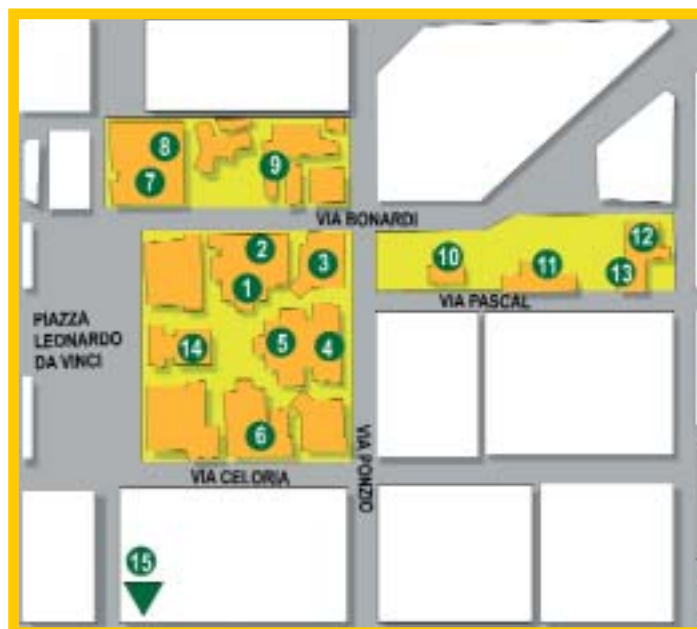 8
7
9
VIA BONARDI
2
3
1
10
12
11
13
VIA PASCAL
PIAZZA
LEONARDO
DA VINCI
14
5
4
6
VIA PONZIO
VIA CELORIA
15